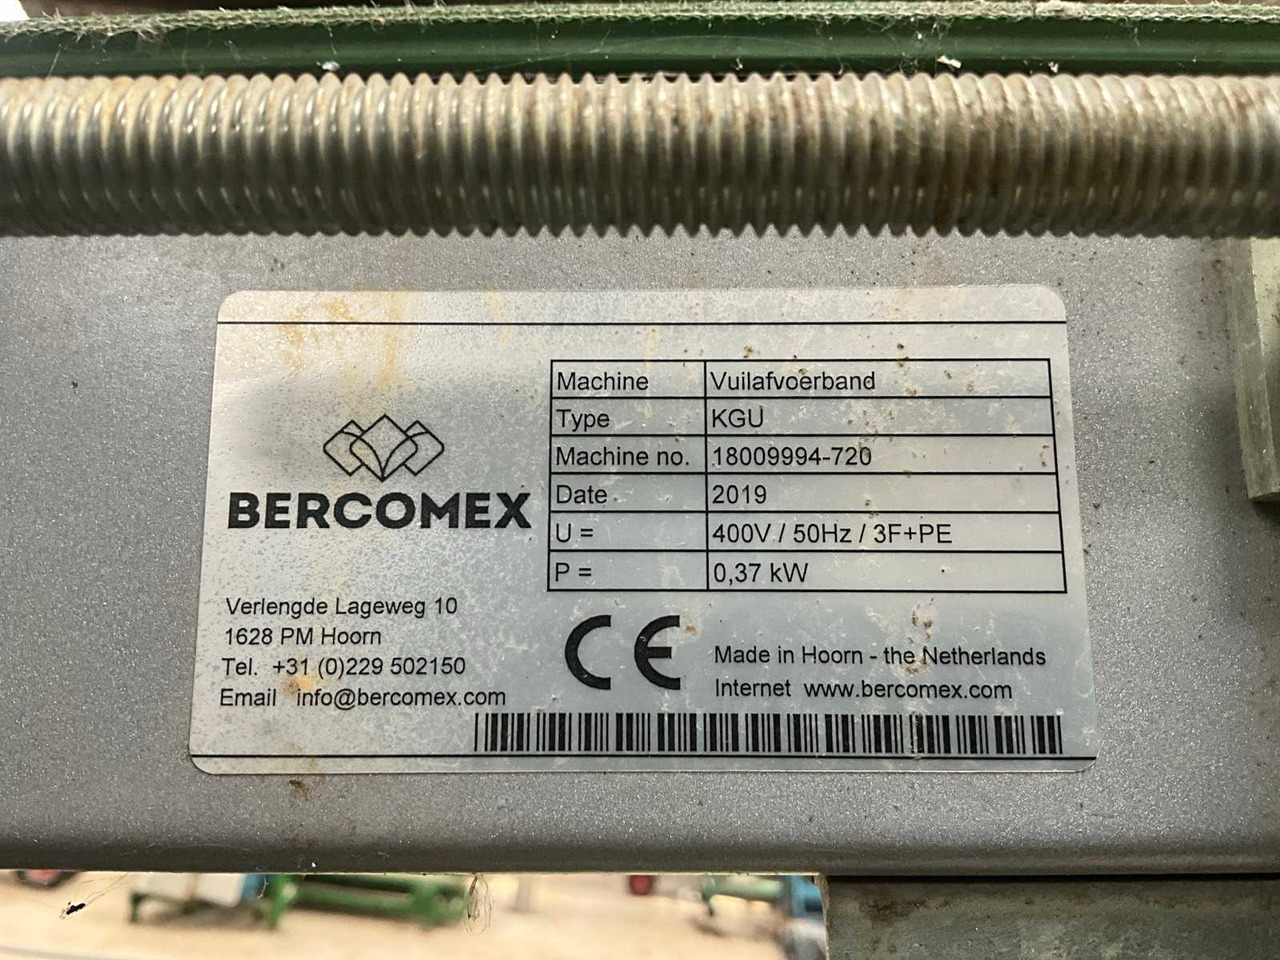 BERCOMEX
Verlengde Lageweg 10
1628 PM Hoorn
Tel. +31 (0)229 502150
Email info@bercomex.com
Machine Vuilafvoerband
Type KGU
Machine no. 18009994-720
Date 2019
U = 400V / 50Hz / 3F+PE
P = 0,37 kW
CE
Made in Hoorn - the Netherlands
Internet www.bercomex.com